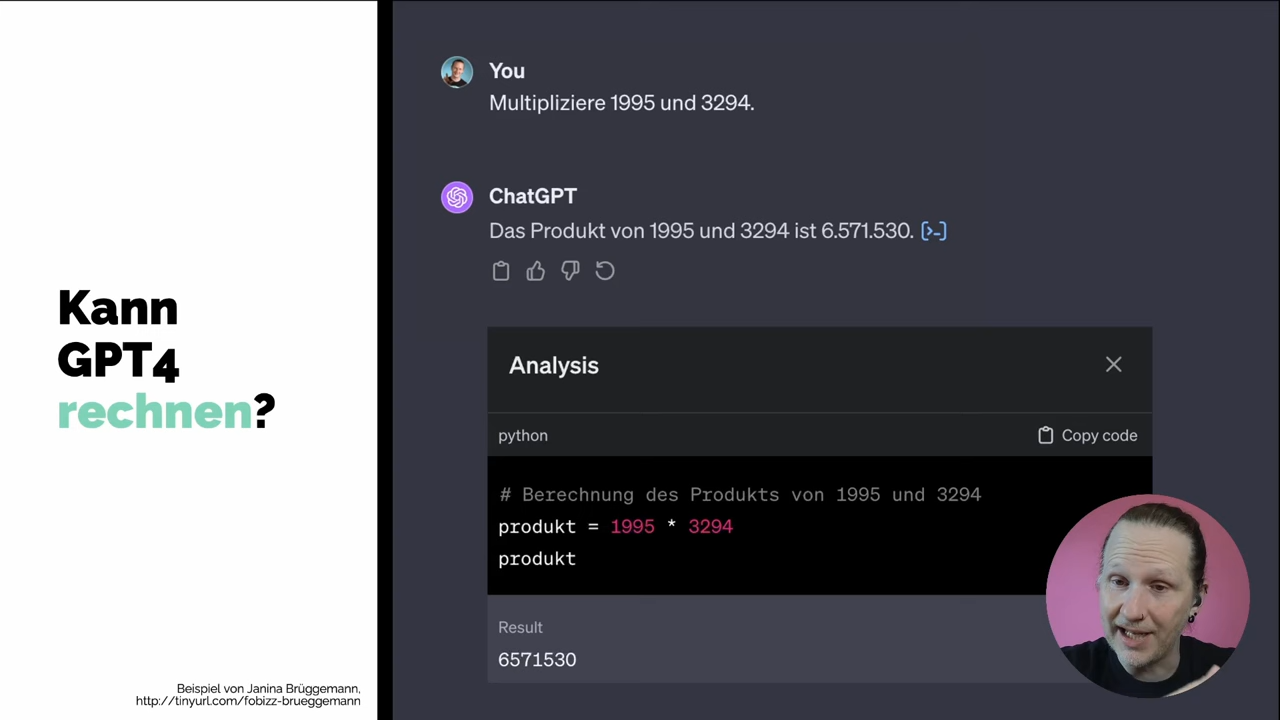 Kann
GPT4
rechnen?
Beispiel von Janina Brüggemann,
http://tinyurl.com/fobizz-brueggemann
You
Multipliziere 1995 und 3294.
ChatGPT
Das Produkt von 1995 und 3294 ist 6.571.530. [>-]
Analysis
python
Copy code
# Berechnung des Produkts von 1995 und 3294
produkt = 1995 * 3294
produkt
Result
6571530